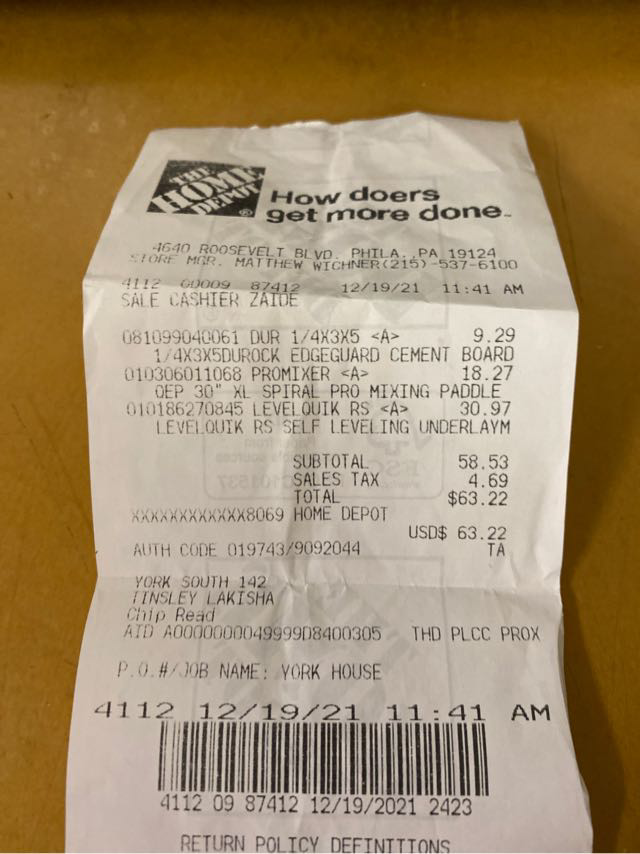 THE
HOME
DEPOT
How doers
get more done™
4640 ROOSEVELT BLVD. PHILA., PA 19124
STORE MGR. MATTHEW WICHNER(215)-537-6100
4112 00009 87412 12/19/21 11:41 AM
SALE CASHIER ZAIDE
081099040061 DUR 1/4X3X5 <A> 9.29
1/4X3X5DUROCK EDGEGUARD CEMENT BOARD
010306011068 PROMIXER <A> 18.27
QEP 30" XL SPIRAL PRO MIXING PADDLE
010186270845 LEVELQUIK RS <A> 30.97
LEVELQUIK RS SELF LEVELING UNDERLAYM
SUBTOTAL 58.53
SALES TAX 4.69
TOTAL $63.22
XXXXXXXXXXXX8069 HOME DEPOT
USD$ 63.22
AUTH CODE 019743/9092044 TA
YORK SOUTH 142
TINSLEY LAKISHA
Chip Read
AID A0000000049999D8400305 THD PLCC PROX
P.O.#/JOB NAME: YORK HOUSE
4112 12/19/21 11:41 AM
4112 09 87412 12/19/2021 2423
RETURN POLICY DEFINITIONS